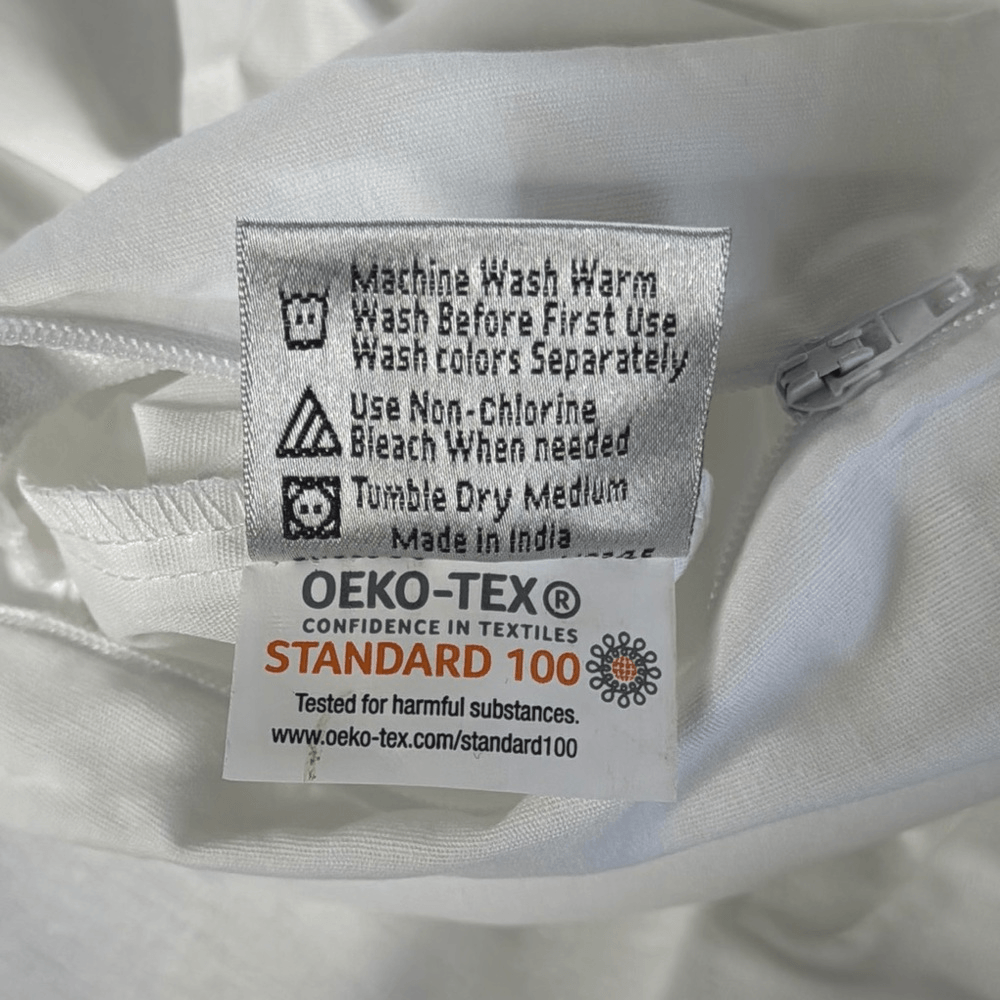 Machine Wash Warm
Wash Before First Use
Wash colors Separately
Use Non-Chlorine
Bleach When needed
Tumble Dry Medium
Made in India
OEKO-TEX®
CONFIDENCE IN TEXTILES
STANDARD 100
Tested for harmful substances.
www.oeko-tex.com/standard100